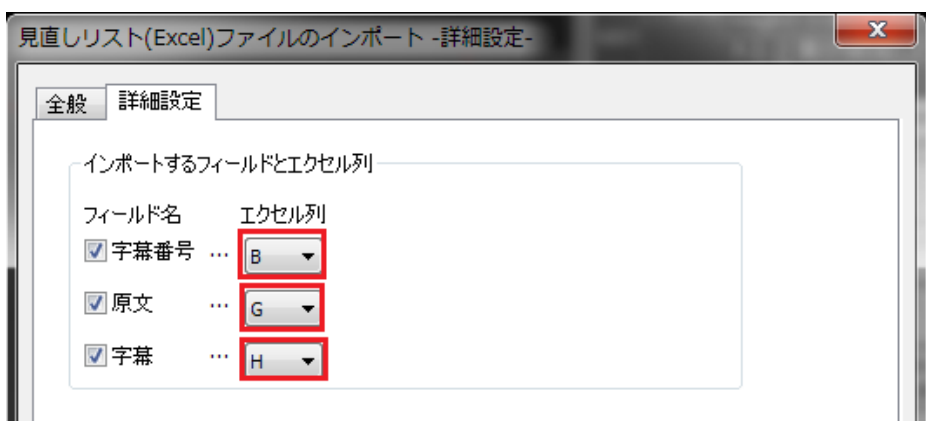 見直しリスト(Excel)ファイルのインポート -詳細設定-
全般 詳細設定
インポートするフィールドとエクセル列
フィールド名 エクセル列
字幕番号 … B
原文 … G
字幕 … H